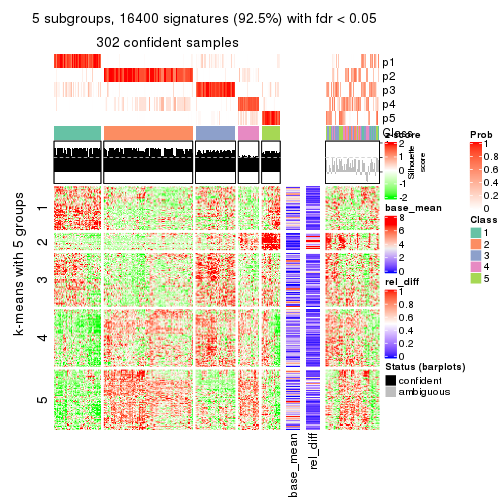 5 subgroups, 16400 signatures (92.5%) with fdr < 0.05
302 confident samples
p1
p2
p3
p4
p5
Class
Silhouette
score
k-means with 5 groups
1
2
3
4
5
base_mean
rel_diff
z-score
2
1
0
-1
-2
base_mean
8
6
4
2
0
rel_diff
1
0.8
0.6
0.4
0.2
0
Status (barplots)
confident
ambiguous
Prob
1
0.8
0.6
0.4
0.2
0
Class
1
2
3
4
5